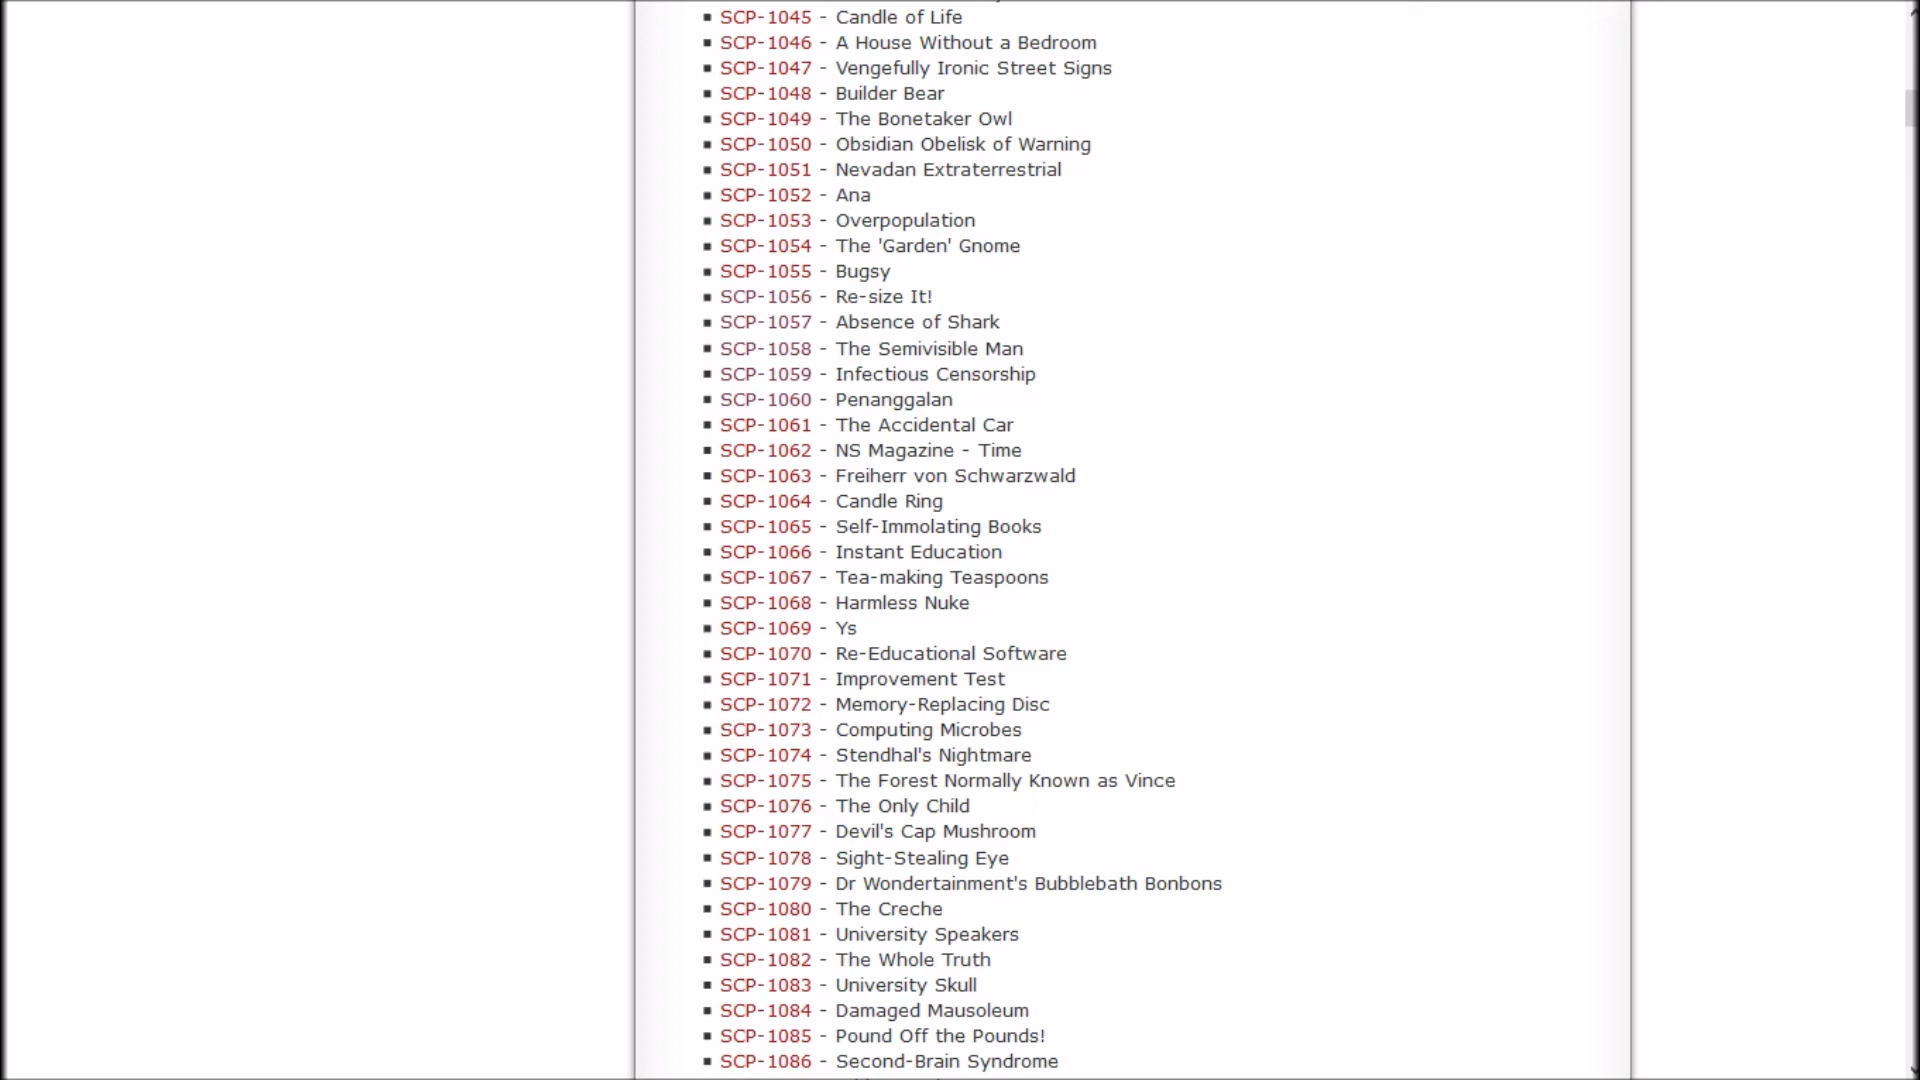 SCP-1045 - Candle of Life
SCP-1046 - A House Without a Bedroom
SCP-1047 - Vengefully Ironic Street Signs
SCP-1048 - Builder Bear
SCP-1049 - The Bonetaker Owl
SCP-1050 - Obsidian Obelisk of Warning
SCP-1051 - Nevadan Extraterrestrial
SCP-1052 - Ana
SCP-1053 - Overpopulation
SCP-1054 - The 'Garden' Gnome
SCP-1055 - Bugsy
SCP-1056 - Re-size It!
SCP-1057 - Absence of Shark
SCP-1058 - The Semivisible Man
SCP-1059 - Infectious Censorship
SCP-1060 - Penanggalan
SCP-1061 - The Accidental Car
SCP-1062 - NS Magazine - Time
SCP-1063 - Freiherr von Schwarzwald
SCP-1064 - Candle Ring
SCP-1065 - Self-Immolating Books
SCP-1066 - Instant Education
SCP-1067 - Tea-making Teaspoons
SCP-1068 - Harmless Nuke
SCP-1069 - Ys
SCP-1070 - Re-Educational Software
SCP-1071 - Improvement Test
SCP-1072 - Memory-Replacing Disc
SCP-1073 - Computing Microbes
SCP-1074 - Stendhal's Nightmare
SCP-1075 - The Forest Normally Known as Vince
SCP-1076 - The Only Child
SCP-1077 - Devil's Cap Mushroom
SCP-1078 - Sight-Stealing Eye
SCP-1079 - Dr Wondertainment's Bubblebath Bonbons
SCP-1080 - The Creche
SCP-1081 - University Speakers
SCP-1082 - The Whole Truth
SCP-1083 - University Skull
SCP-1084 - Damaged Mausoleum
SCP-1085 - Pound Off the Pounds!
SCP-1086 - Second-Brain Syndrome